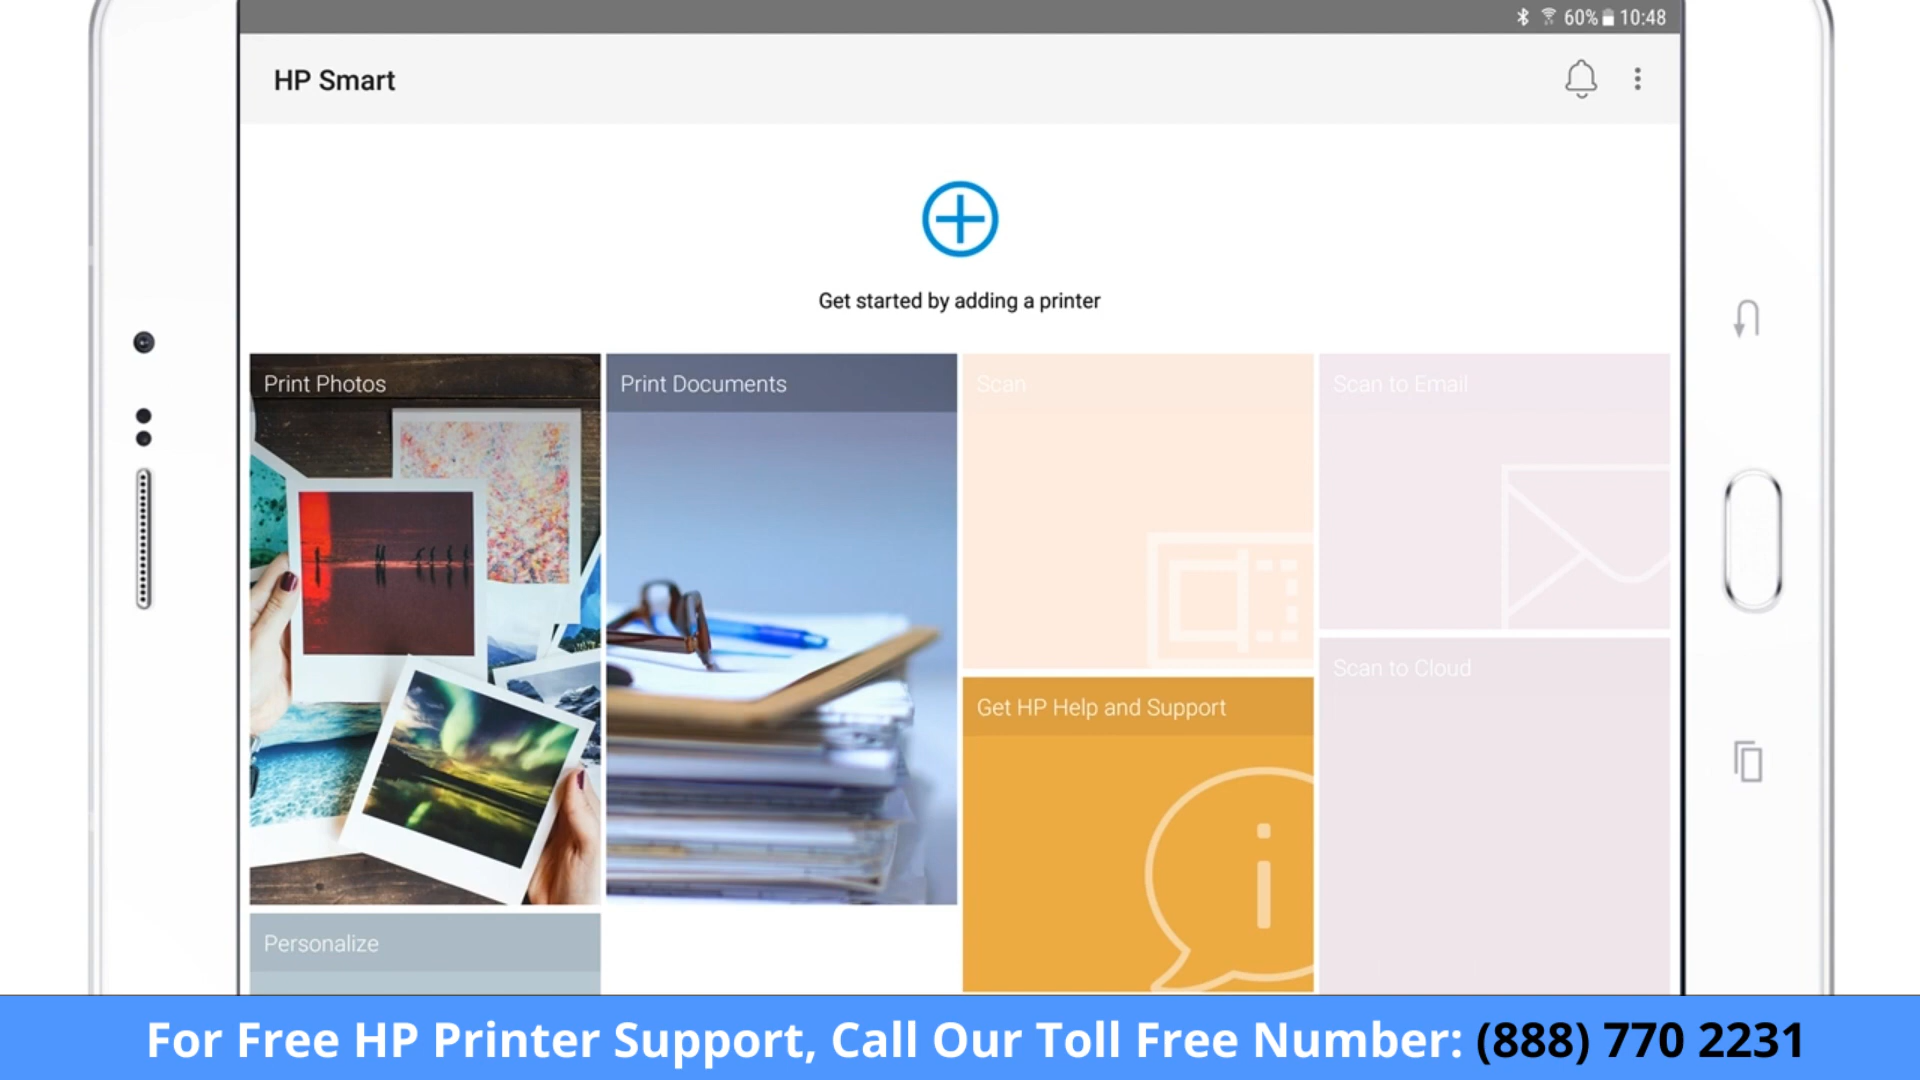 60% 10:48
HP Smart
Get started by adding a printer
Print Photos
Print Documents
Scan
Scan to Email
Get HP Help and Support
Scan to Cloud
Personalize
For Free HP Printer Support, Call Our Toll Free Number: (888) 770 2231